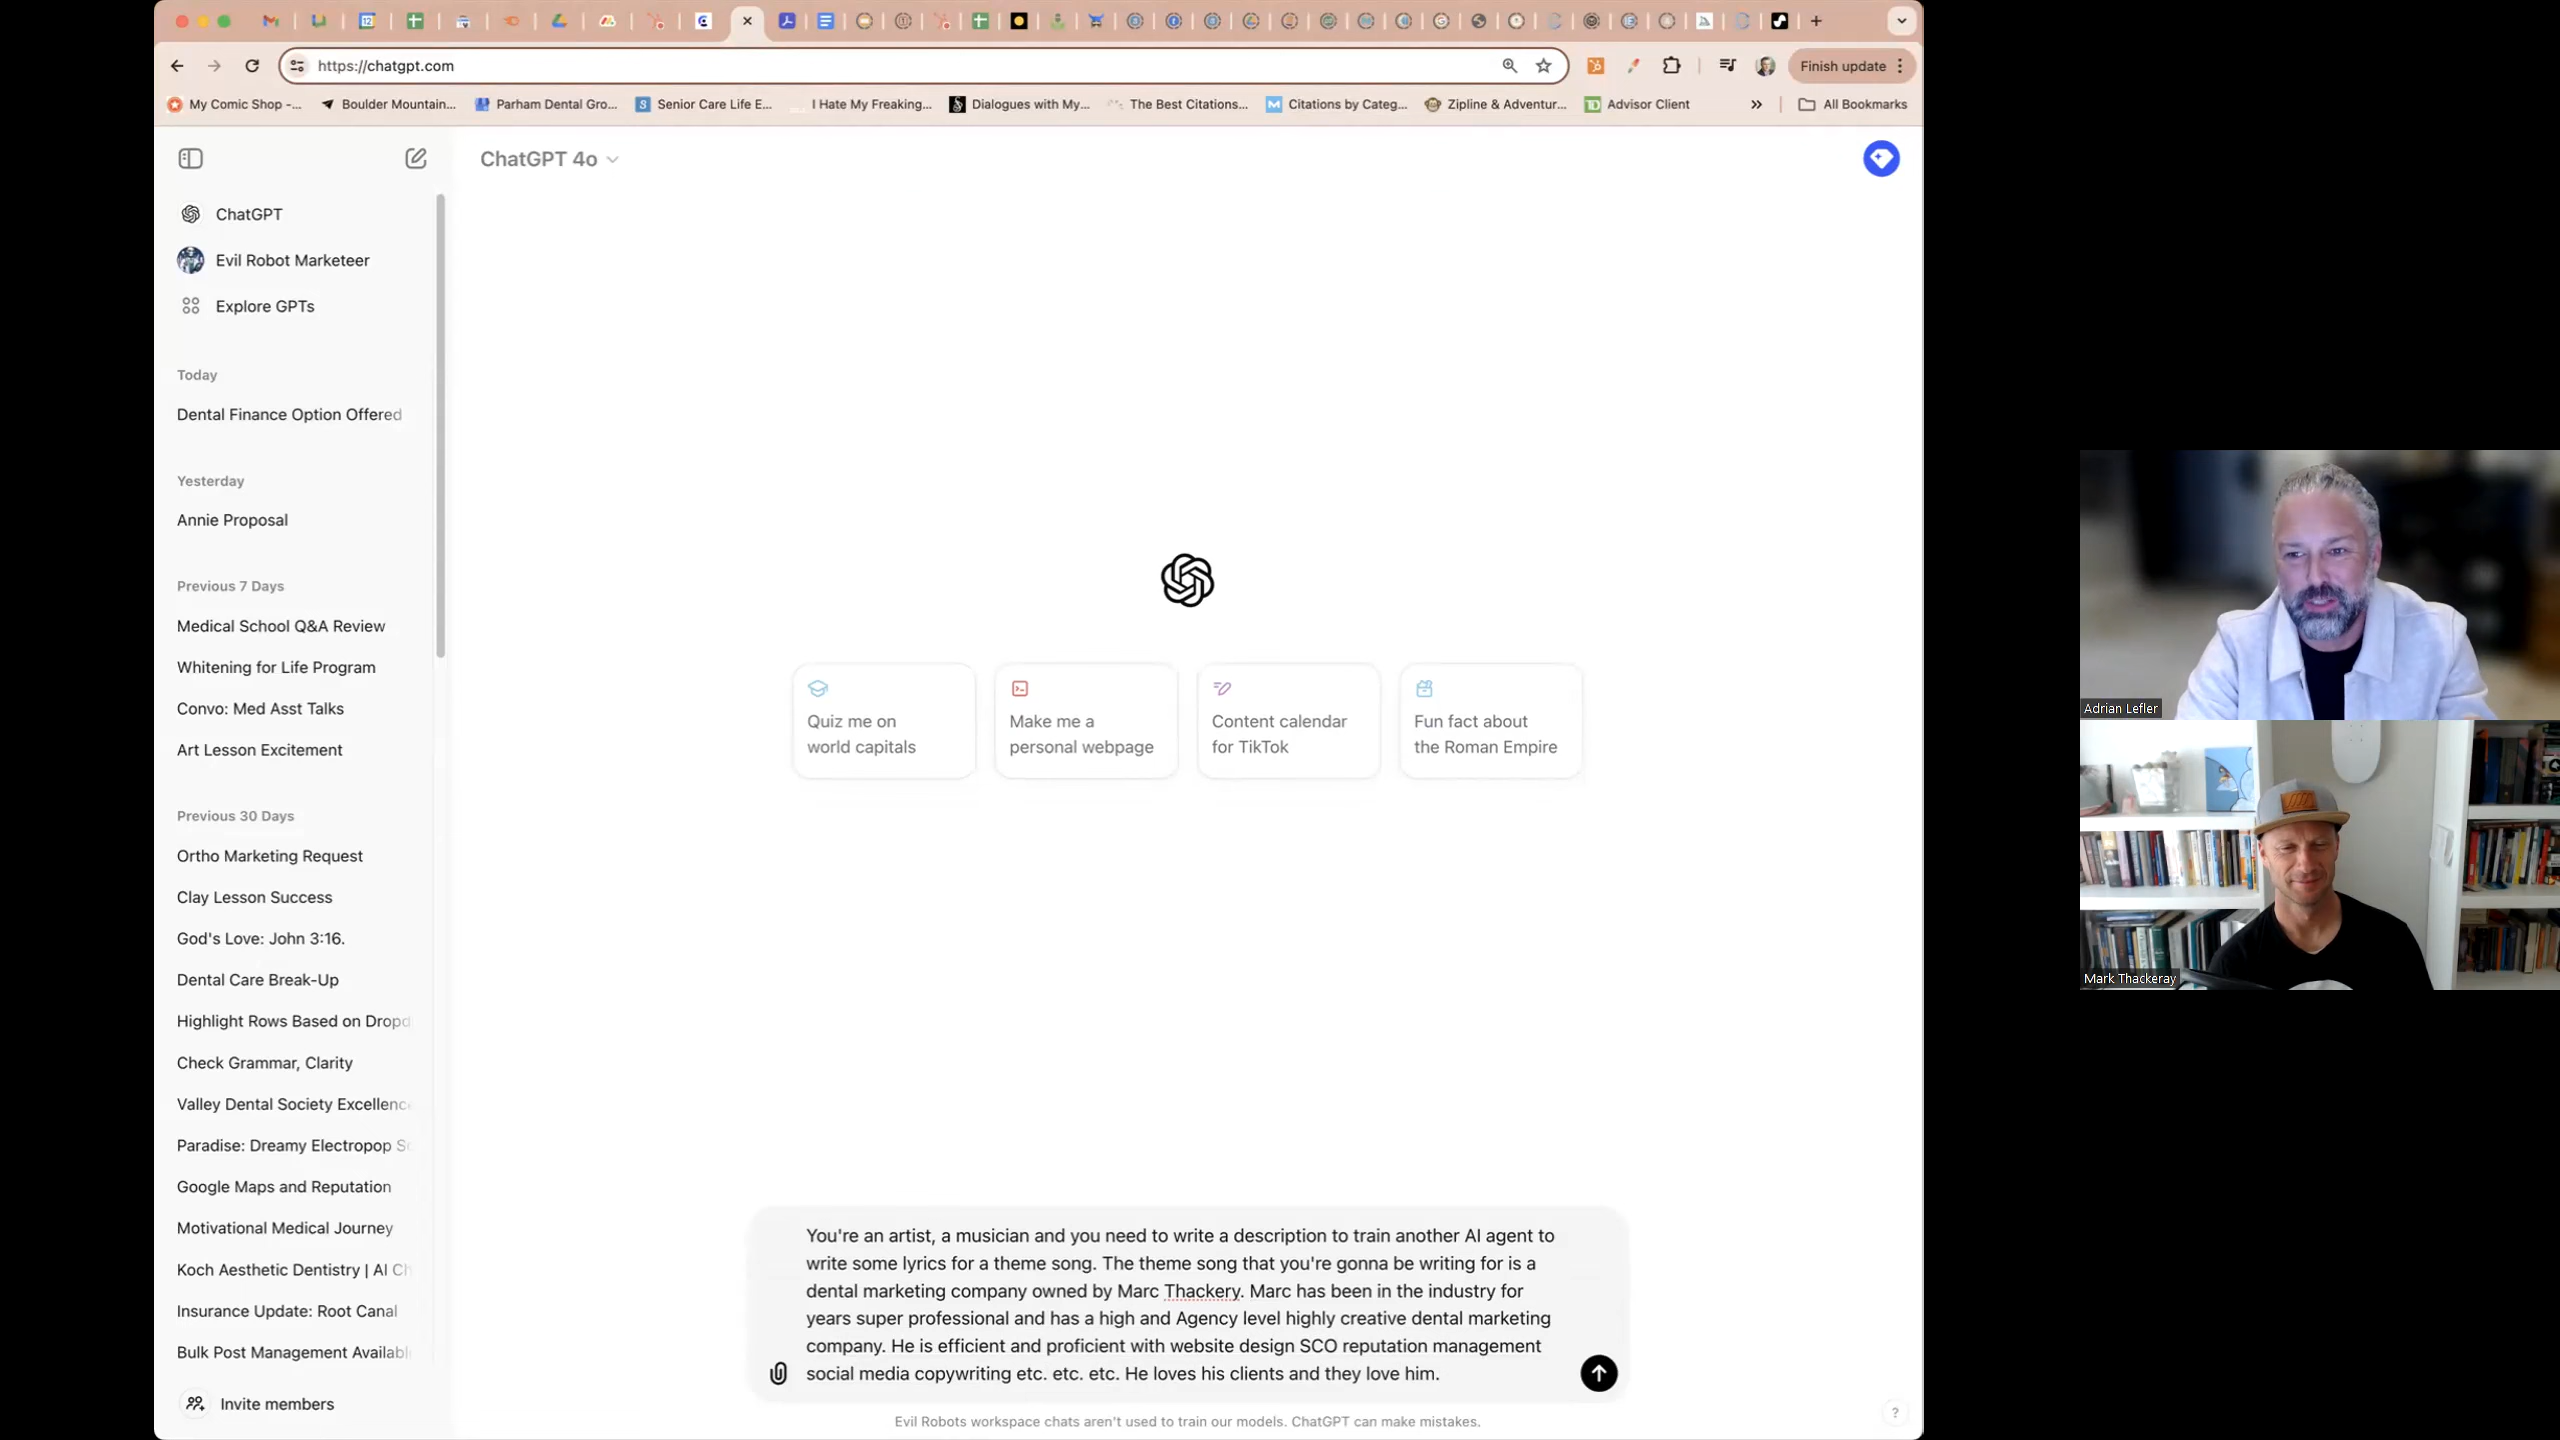 https://chatgpt.com
Finish update
My Comic Shop -...
Boulder Mountain...
Parham Dental Gro...
Senior Care Life E...
I Hate My Freaking...
Dialogues with My...
The Best Citations...
Citations by Categ...
Zipline & Adventur...
Advisor Client
All Bookmarks
ChatGPT 4o
ChatGPT
Evil Robot Marketeer
Explore GPTs
Today
Dental Finance Option Offered
Yesterday
Annie Proposal
Previous 7 Days
Medical School Q&A Review
Whitening for Life Program
Convo: Med Asst Talks
Art Lesson Excitement
Previous 30 Days
Ortho Marketing Request
Clay Lesson Success
God's Love: John 3:16.
Dental Care Break-Up
Highlight Rows Based on Dropd
Check Grammar, Clarity
Valley Dental Society Excellence
Paradise: Dreamy Electropop So
Google Maps and Reputation
Motivational Medical Journey
Koch Aesthetic Dentistry | AI Ch
Insurance Update: Root Canal
Bulk Post Management Availabl
Invite members
Quiz me on
world capitals
Make me a
personal webpage
Content calendar
for TikTok
Fun fact about
the Roman Empire
You're an artist, a musician and you need to write a description to train another AI agent to
write some lyrics for a theme song. The theme song that you're gonna be writing for is a
dental marketing company owned by Marc Thackery. Marc has been in the industry for
years super professional and has a high and Agency level highly creative dental marketing
company. He is efficient and proficient with website design SCO reputation management
social media copywriting etc. etc. etc. He loves his clients and they love him.
Evil Robots workspace chats aren't used to train our models. ChatGPT can make mistakes.
?
Adrian Lefler
Mark Thackeray